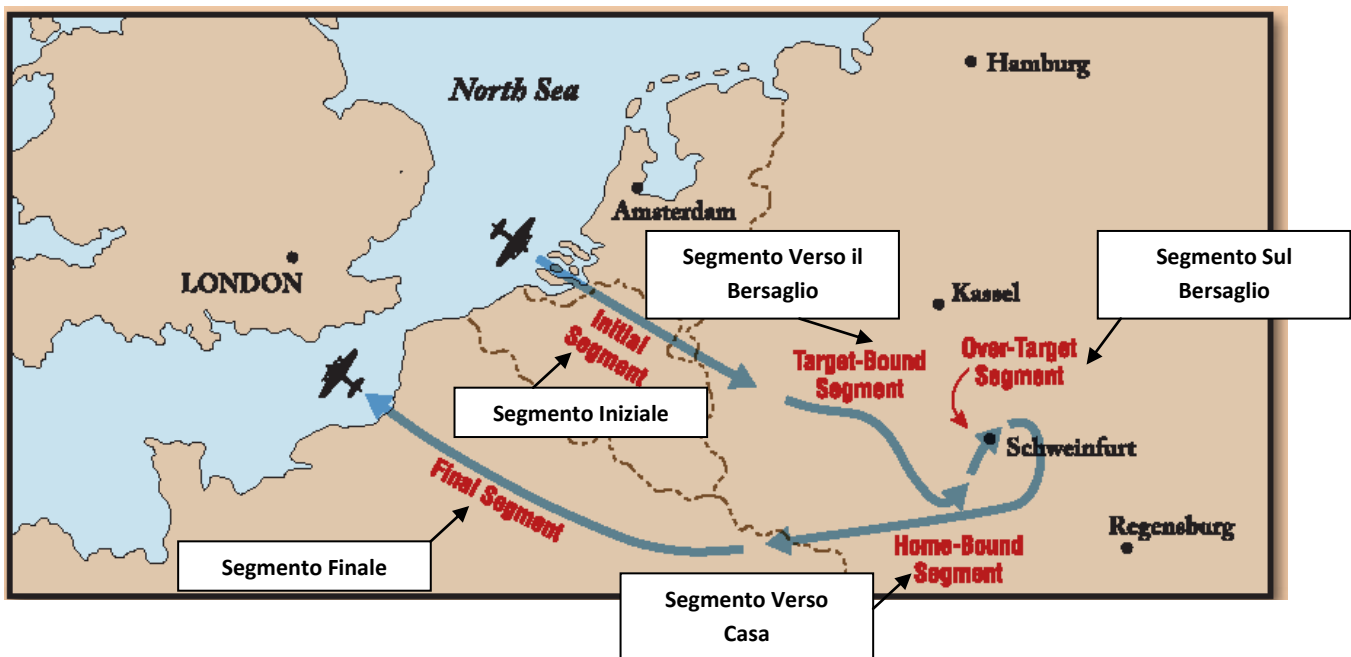 North Sea
Hamburg
Amsterdam
LONDON
Segmento Verso il
Bersaglio
Segmento Sul
Bersaglio
Kassel
Initial
Segment
Target-Bound
Segment
Over-Target
Segment
Segmento Iniziale
Schweinfurt
Final Segment
Regensburg
Home-Bound
Segment
Segmento Finale
Segmento Verso
Casa